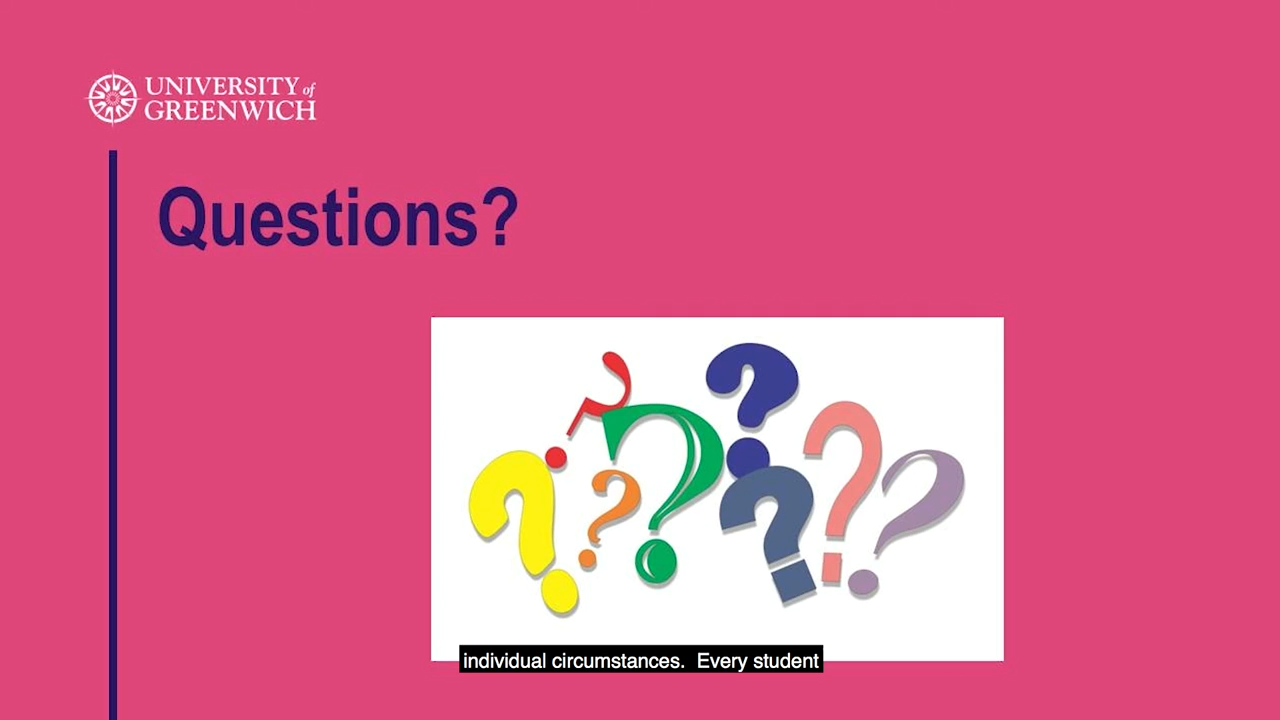 UNIVERSITY of
GREENWICH
Questions?
individual circumstances.  Every student